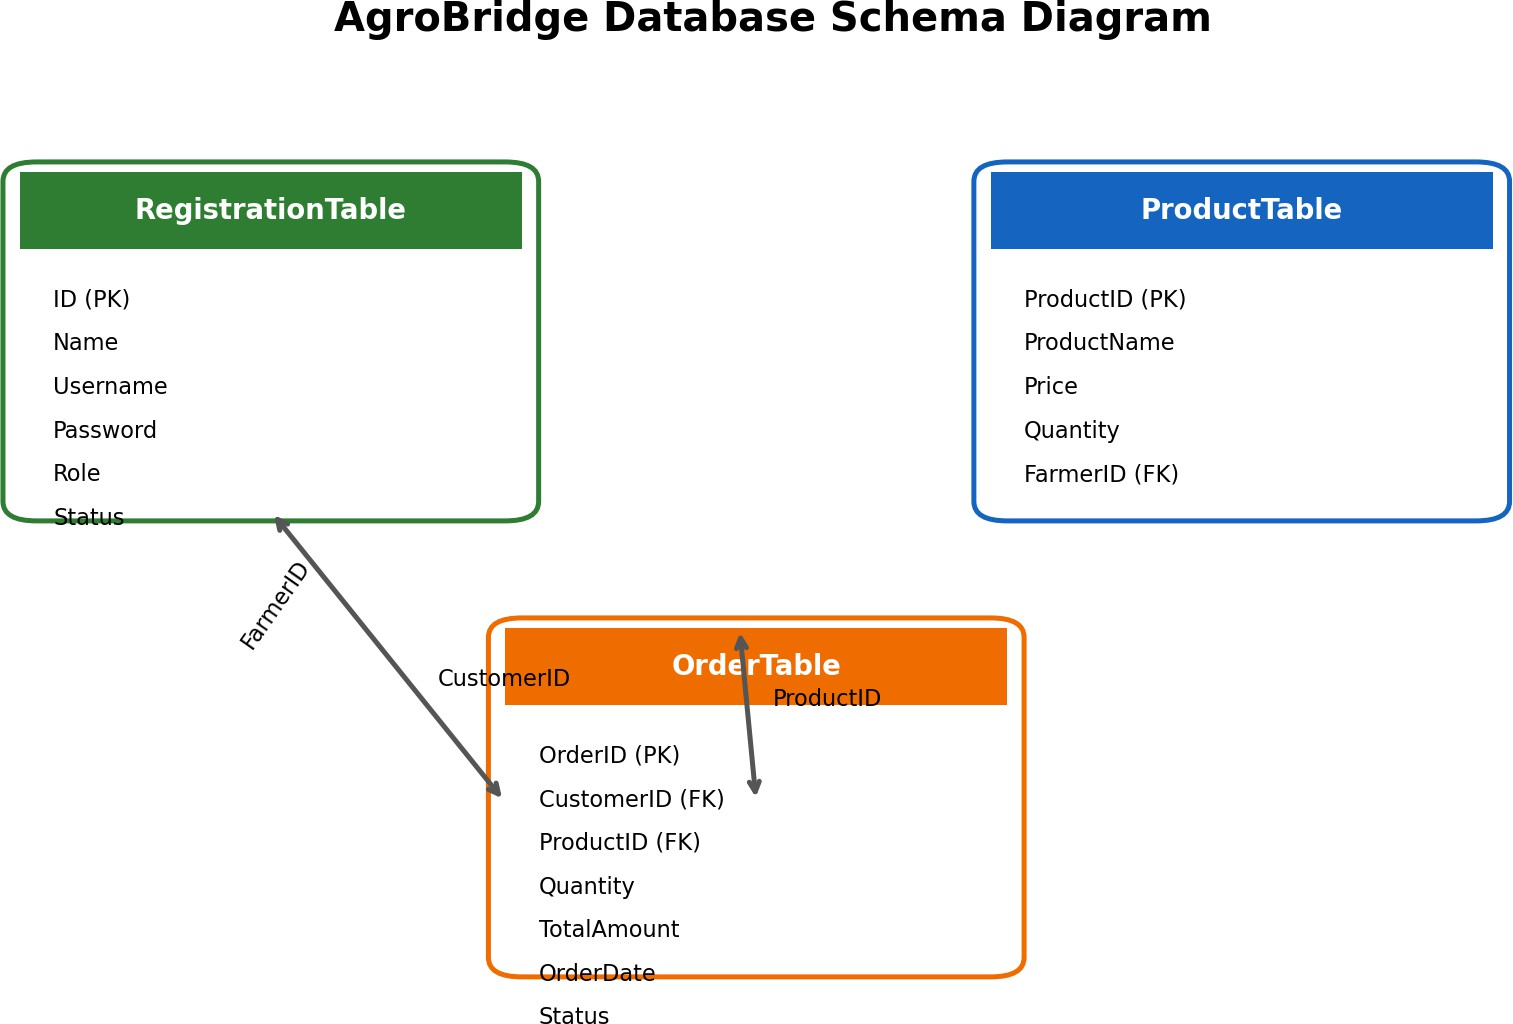 AgroBridge Database Schema Diagram
RegistrationTable
ID (PK)
Name
Username
Password
Role
Status
ProductTable
ProductID (PK)
ProductName
Price
Quantity
FarmerID (FK)
FarmerID
CustomerID
ProductID
OrderTable
OrderID (PK)
CustomerID (FK)
ProductID (FK)
Quantity
TotalAmount
OrderDate
Status